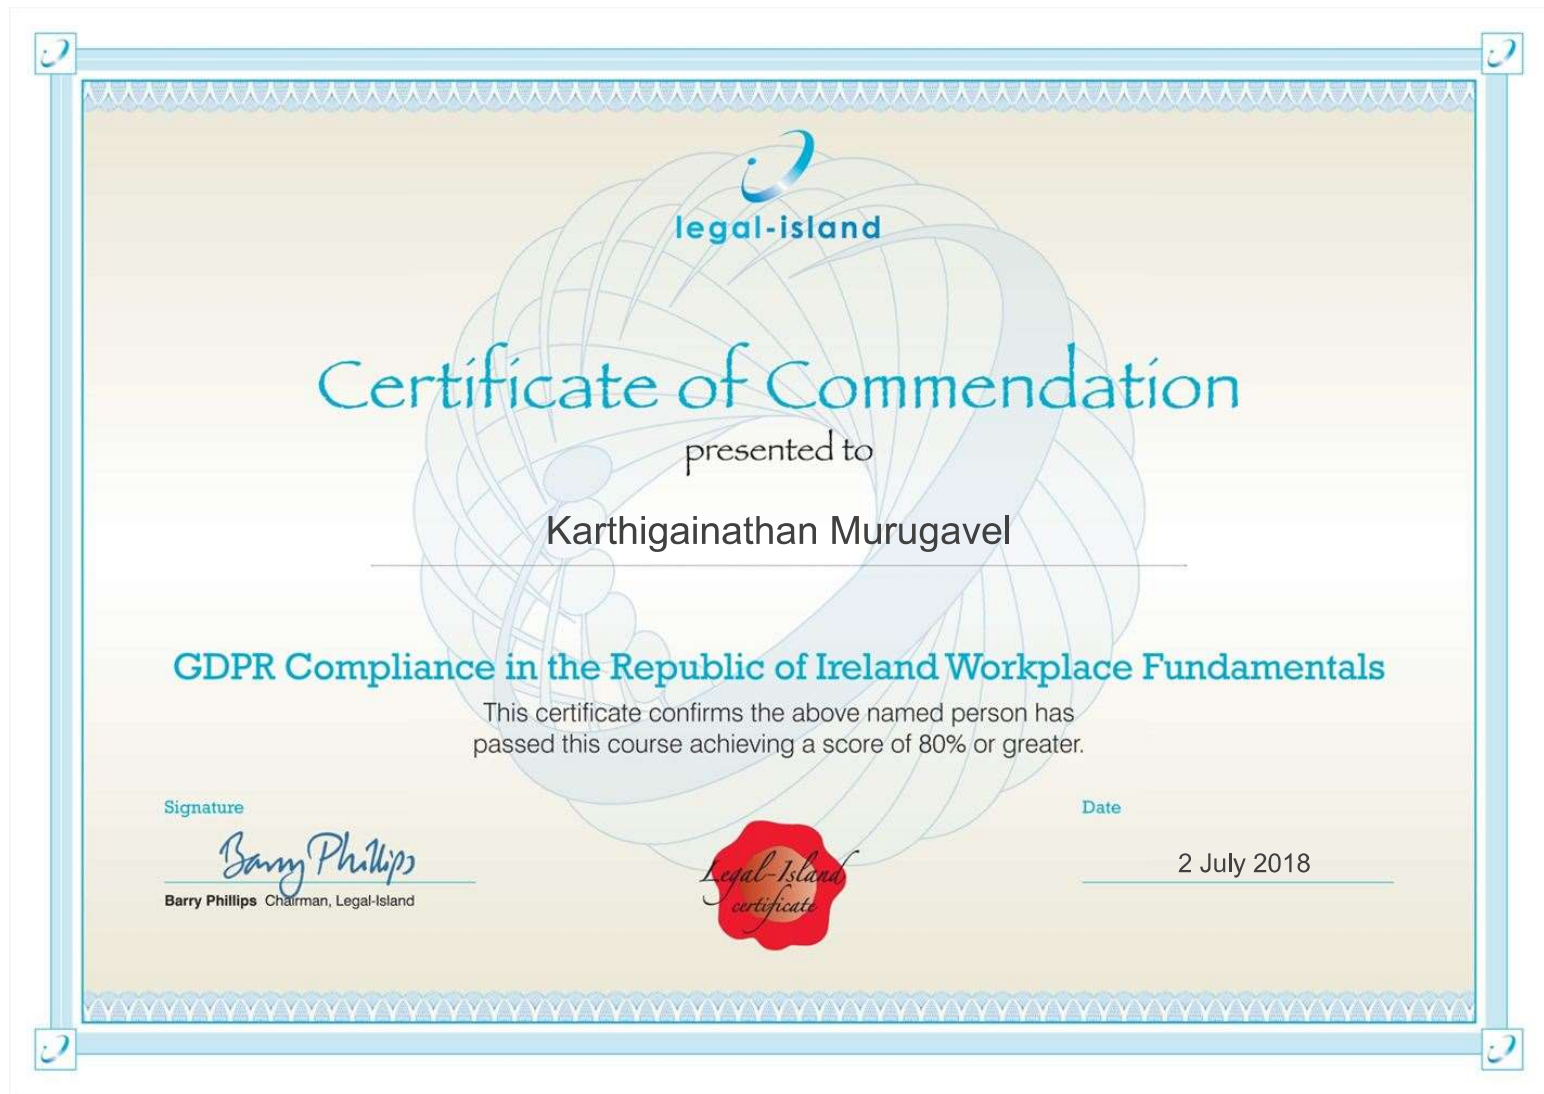 legal-island
Certificate of Commendation
presented to
Karthigainathan Murugavel
GDPR Compliance in the Republic of Ireland Workplace Fundamentals
This certificate confirms the above named person has
passed this course achieving a score of 80% or greater.
Signature
Barry Phillips
Barry Phillips Chairman, Legal-Island
Legal-Island
certificate
Date
2 July 2018